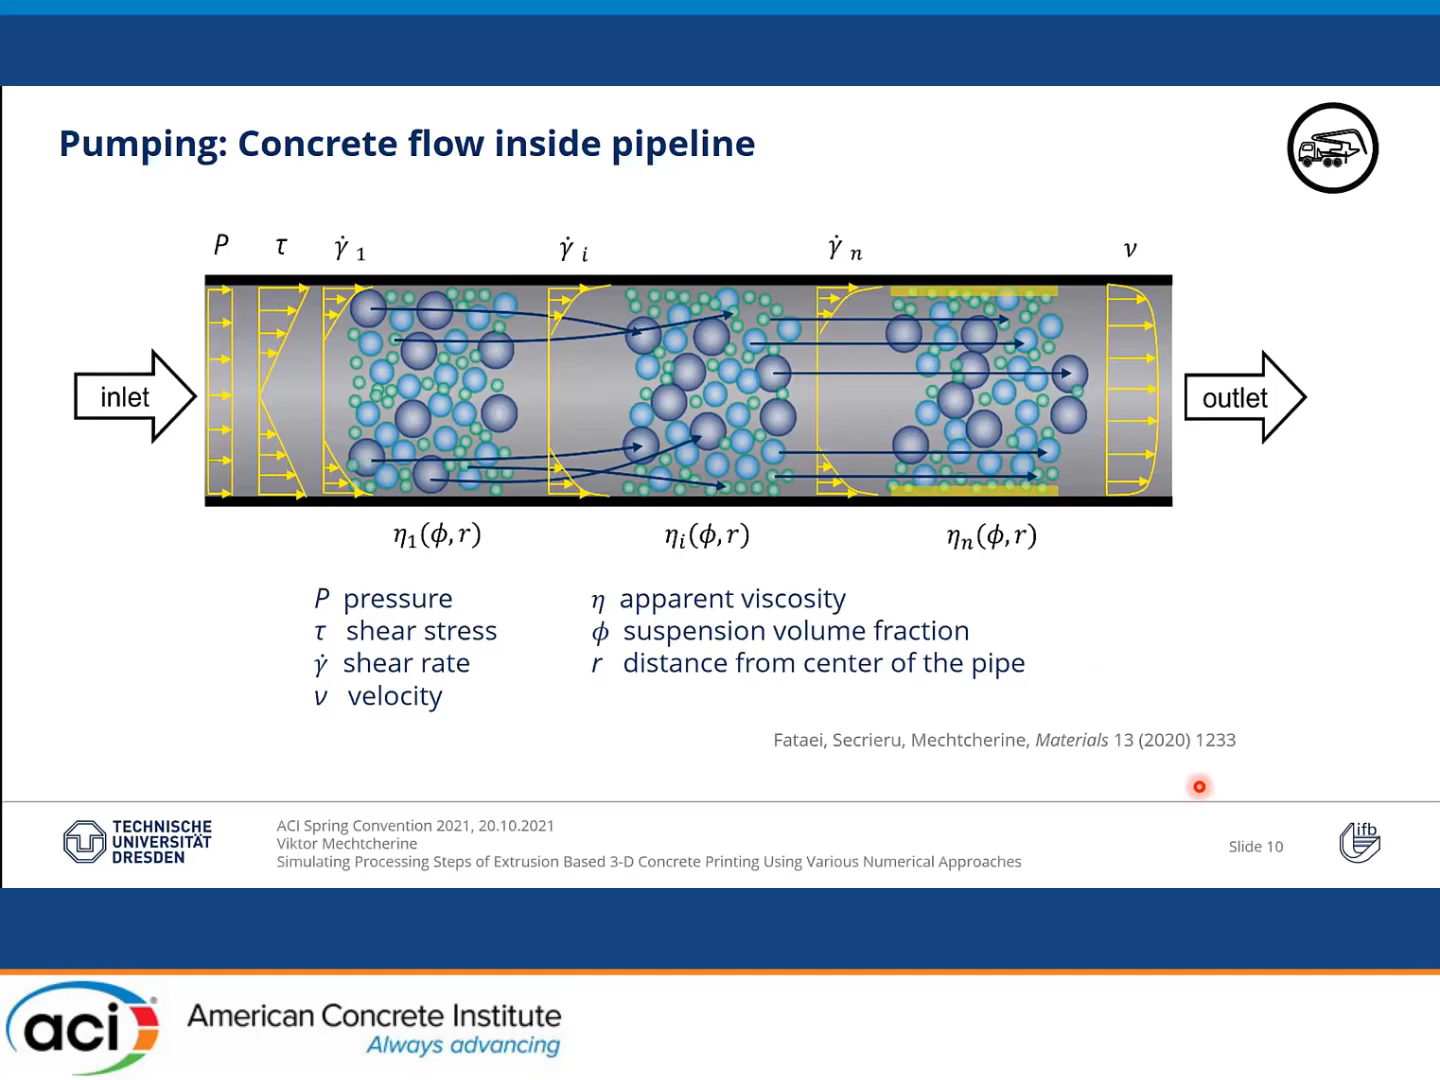 Pumping: Concrete flow inside pipeline
P τ γ̇ 1 γ̇ i γ̇ n ν
inlet
outlet
η₁(ϕ, r) ηᵢ(ϕ, r) ηₙ(ϕ, r)
P pressure
τ shear stress
γ̇ shear rate
ν velocity
η apparent viscosity
ϕ suspension volume fraction
r distance from center of the pipe
Fataei, Secrieru, Mechtcherine, Materials 13 (2020) 1233
TECHNISCHE
UNIVERSITÄT
DRESDEN
ACI Spring Convention 2021, 20.10.2021
Viktor Mechtcherine
Simulating Processing Steps of Extrusion Based 3-D Concrete Printing Using Various Numerical Approaches
Slide 10
ifb
aci
American Concrete Institute
Always advancing